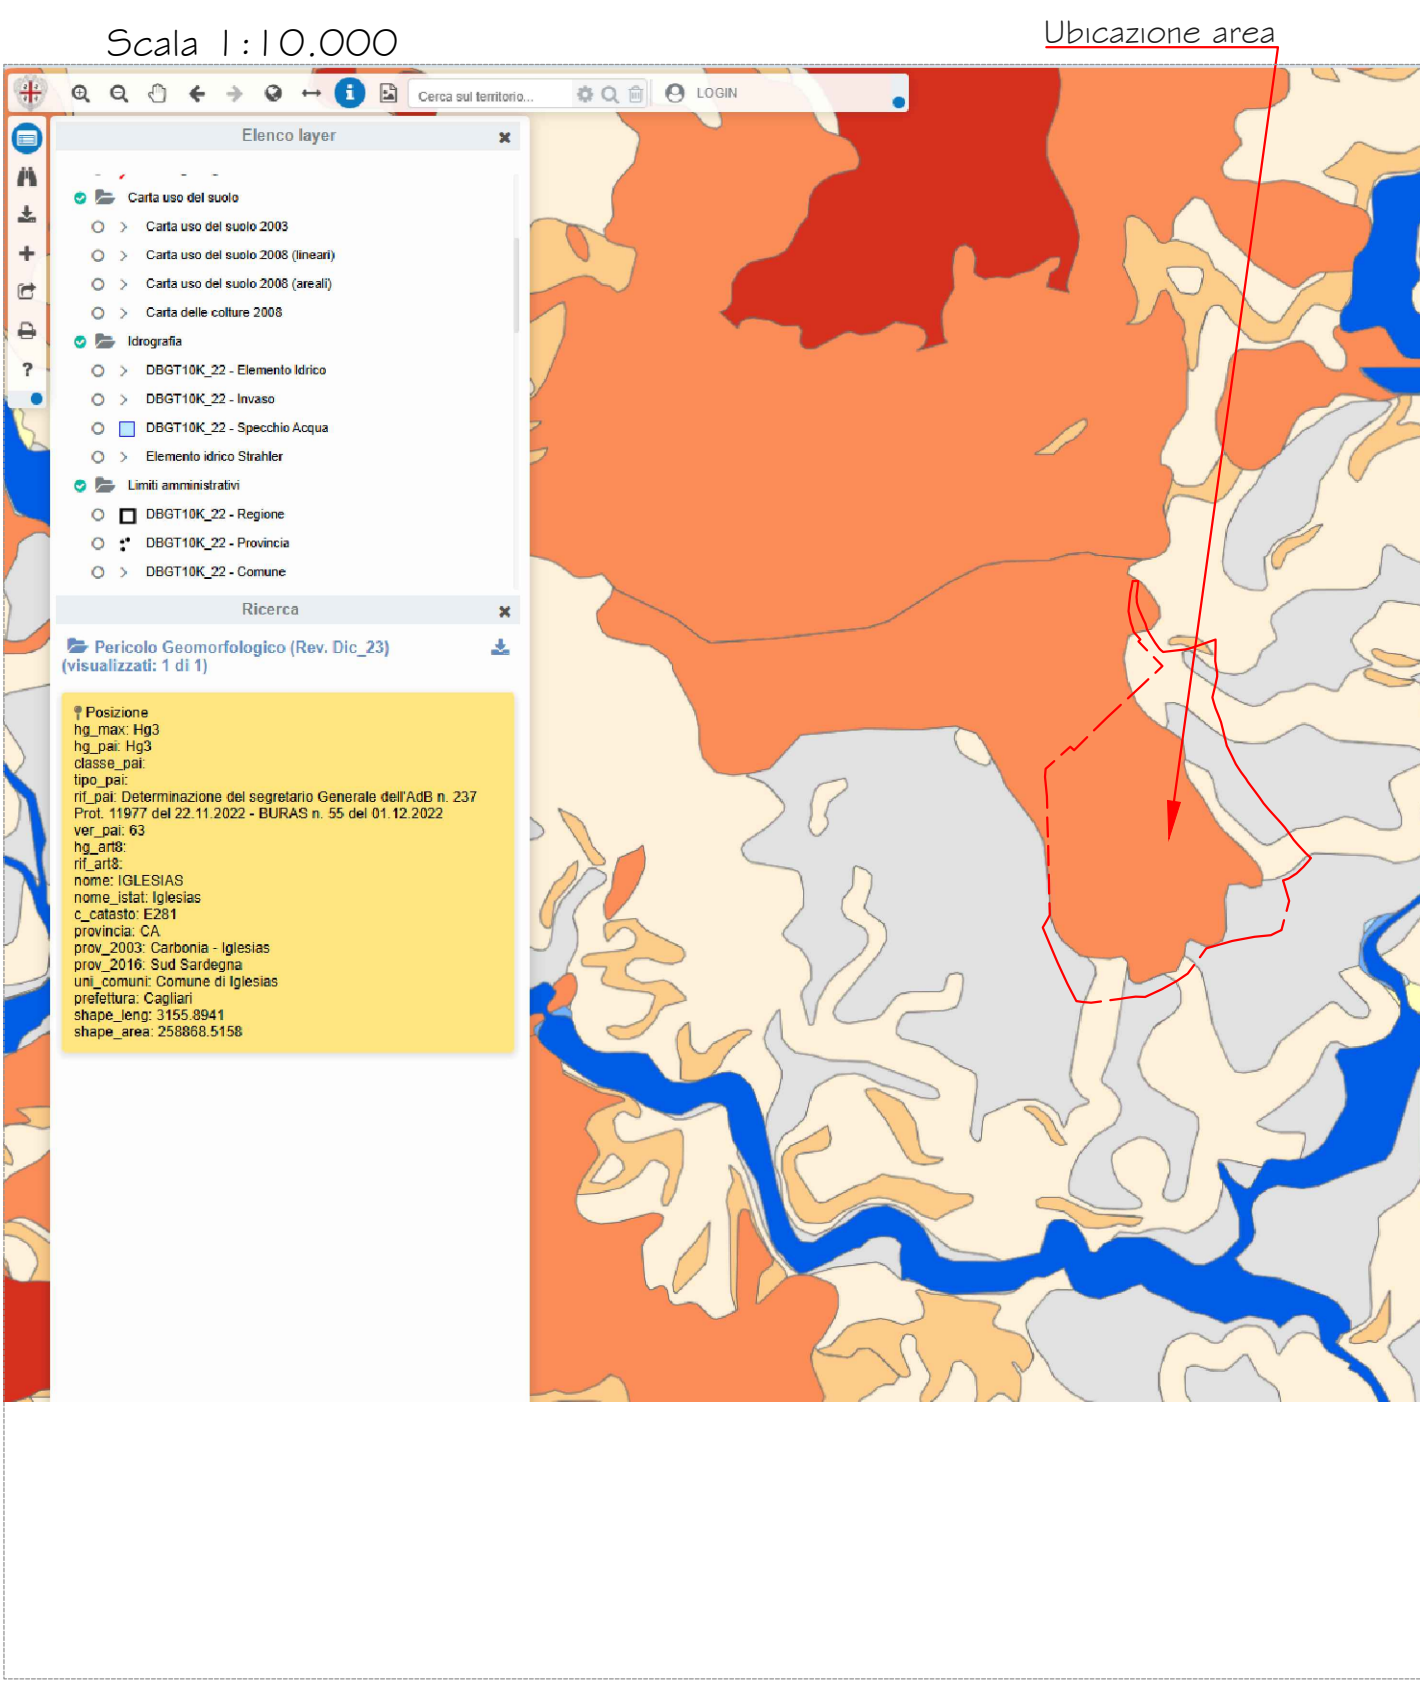 Scala 1:10.000
Ubicazione area
Cerca sul territorio...
LOGIN
Elenco layer
Carta uso del suolo
Carta uso del suolo 2003
Carta uso del suolo 2008 (lineari)
Carta uso del suolo 2008 (areali)
Carta delle colture 2008
Idrografia
DBGT10K_22 - Elemento Idrico
DBGT10K_22 - Invaso
DBGT10K_22 - Specchio Acqua
Elemento idrico Strahler
Limiti amministrativi
DBGT10K_22 - Regione
DBGT10K_22 - Provincia
DBGT10K_22 - Comune
Ricerca
Pericolo Geomorfologico (Rev. Dic_23)
(visualizzati: 1 di 1)
Posizione
hg_max: Hg3
hg_pai: Hg3
classe_pai:
tipo_pai:
rif_pai: Determinazione del segretario Generale dell'AdB n. 237
Prot. 11977 del 22.11.2022 - BURAS n. 55 del 01.12.2022
ver_pai: 63
hg_art8:
rif_art8:
nome: IGLESIAS
nome_istat: Iglesias
c_catasto: E281
provincia: CA
prov_2003: Carbonia - Iglesias
prov_2016: Sud Sardegna
uni_comuni: Comune di Iglesias
prefettura: Cagliari
shape_leng: 3155.8941
shape_area: 258868.5158